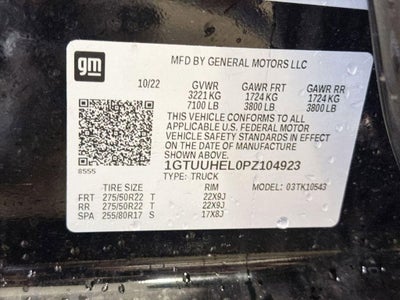 gm
MFD BY GENERAL MOTORS LLC
10/22 GVWR GAWR FRT GAWR RR
3221 KG 1724 KG 1724 KG
7100 LB 3800 LB 3800 LB
THIS VEHICLE CONFORMS TO ALL
APPLICABLE U.S. FEDERAL MOTOR
VEHICLE SAFETY STANDARDS
IN EFFECT ON THE
DATE OF MANUFACTURE
SHOWN ABOVE.
1GTUUHEL0PZ104923
8555 TYPE: TRUCK
TIRE SIZE RIM MODEL: 03TK10543
FRT 275/50R22 T 22X9J
RR 275/50R22 T 22X9J
SPA 255/80R17 S 17X8J